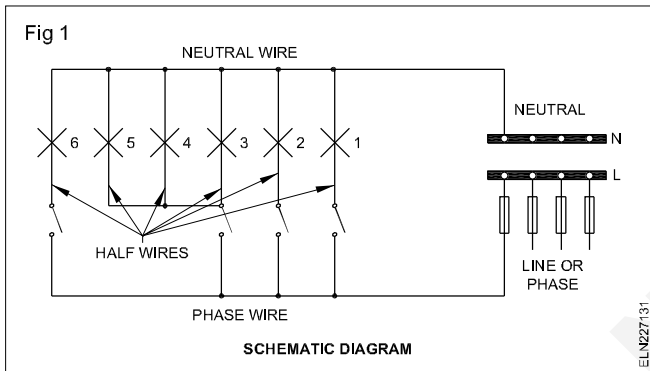 Fig 1
NEUTRAL WIRE
NEUTRAL
6 5 4 3 2 1
N
L
HALF WIRES
LINE OR
PHASE
PHASE WIRE
SCHEMATIC DIAGRAM
ELN227131